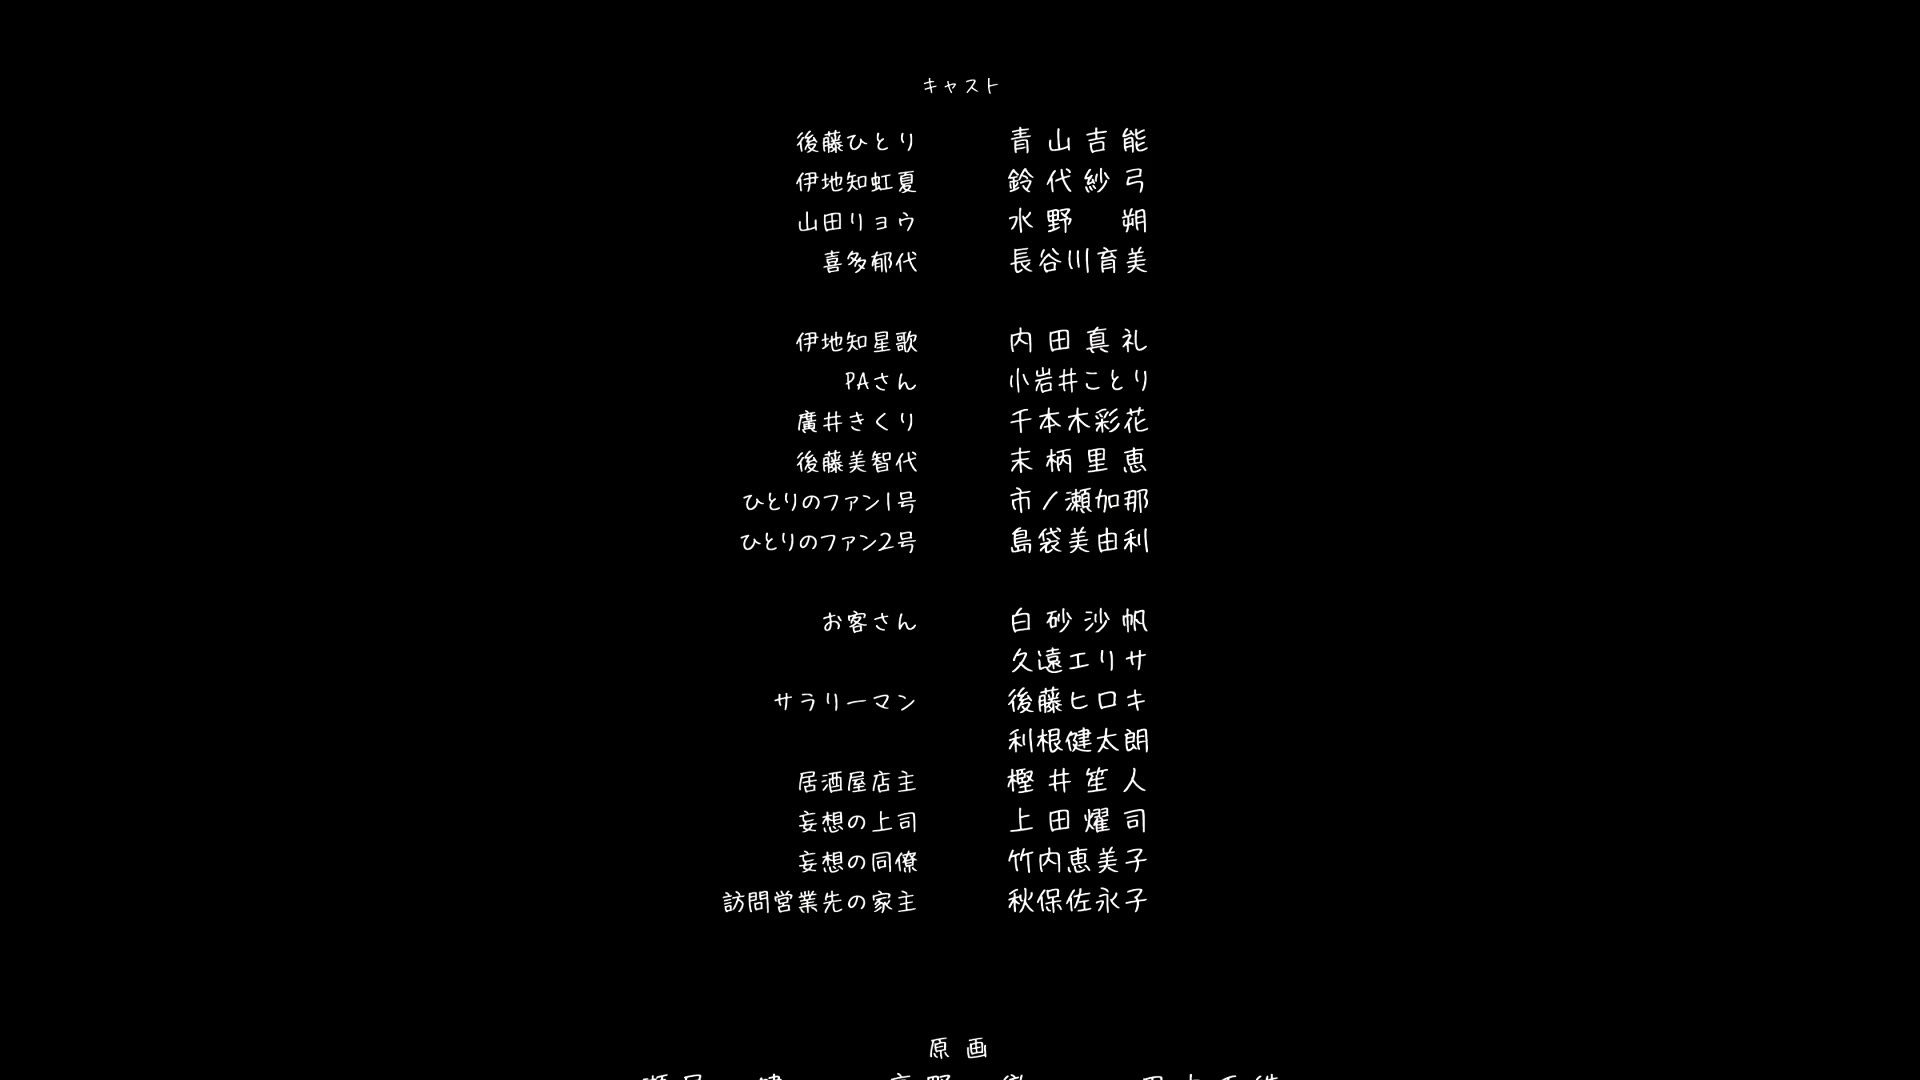 キャスト
後藤ひとり 青山吉能
伊地知虹夏 鈴代紗弓
山田リョウ 水野 朔
喜多郁代 長谷川育美
伊地知星歌 内田真礼
PAさん 小岩井ことり
廣井きくり 千本木彩花
後藤美智代 末柄里恵
ひとりのファン1号 市ノ瀬加那
ひとりのファン2号 島袋美由利
お客さん 白砂沙帆
久遠エリサ
サラリーマン 後藤ヒロキ
利根健太朗
居酒屋店主 樫井笙人
妄想の上司 上田燿司
妄想の同僚 竹内恵美子
訪問営業先の家主 秋保佐永子
原画